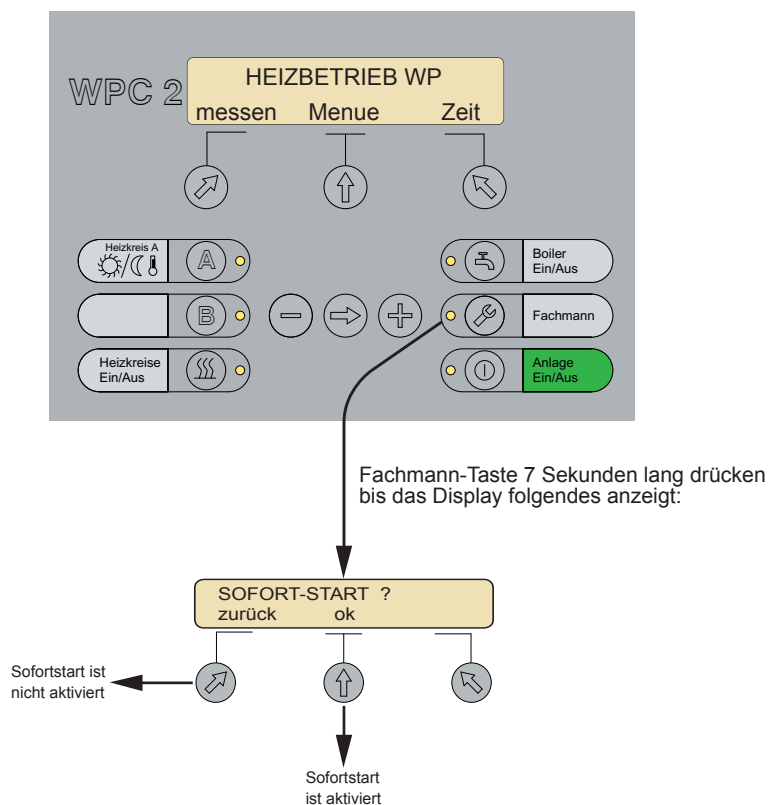 WPC 2
HEIZBETRIEB WP
messen Menue Zeit
Heizkreis A
A
Boiler
Ein/Aus
B
Fachmann
Heizkreise
Ein/Aus
Anlage
Ein/Aus
Fachmann-Taste 7 Sekunden lang drücken
bis das Display folgendes anzeigt:
SOFORT-START ?
zurück ok
Sofortstart ist
nicht aktiviert
Sofortstart
ist aktiviert